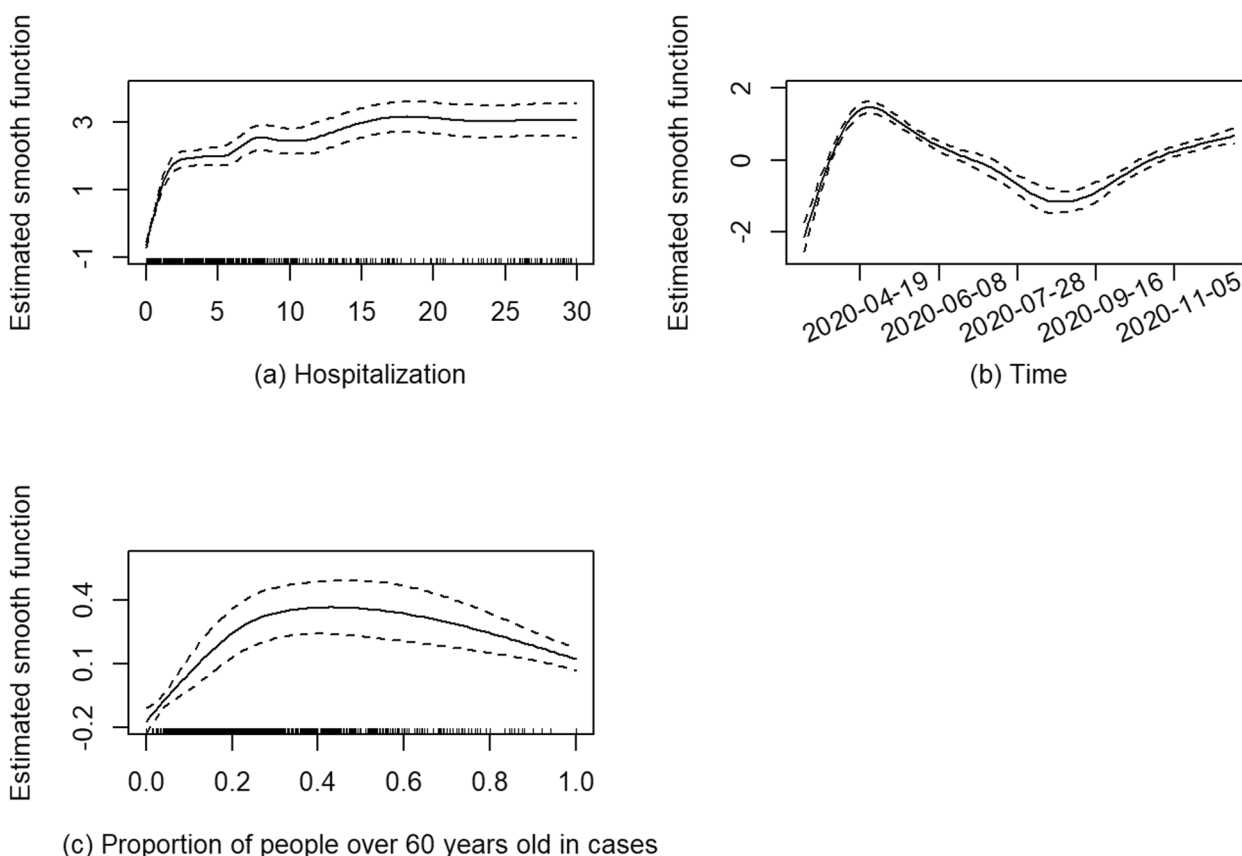 Estimated smooth function
3
1
-1
0 5 10 15 20 25 30
(a) Hospitalization
Estimated smooth function
2
0
-2
2020-04-19
2020-06-08
2020-07-28
2020-09-16
2020-11-05
(b) Time
Estimated smooth function
0.4
0.1
-0.2
0.0 0.2 0.4 0.6 0.8 1.0
(c) Proportion of people over 60 years old in cases